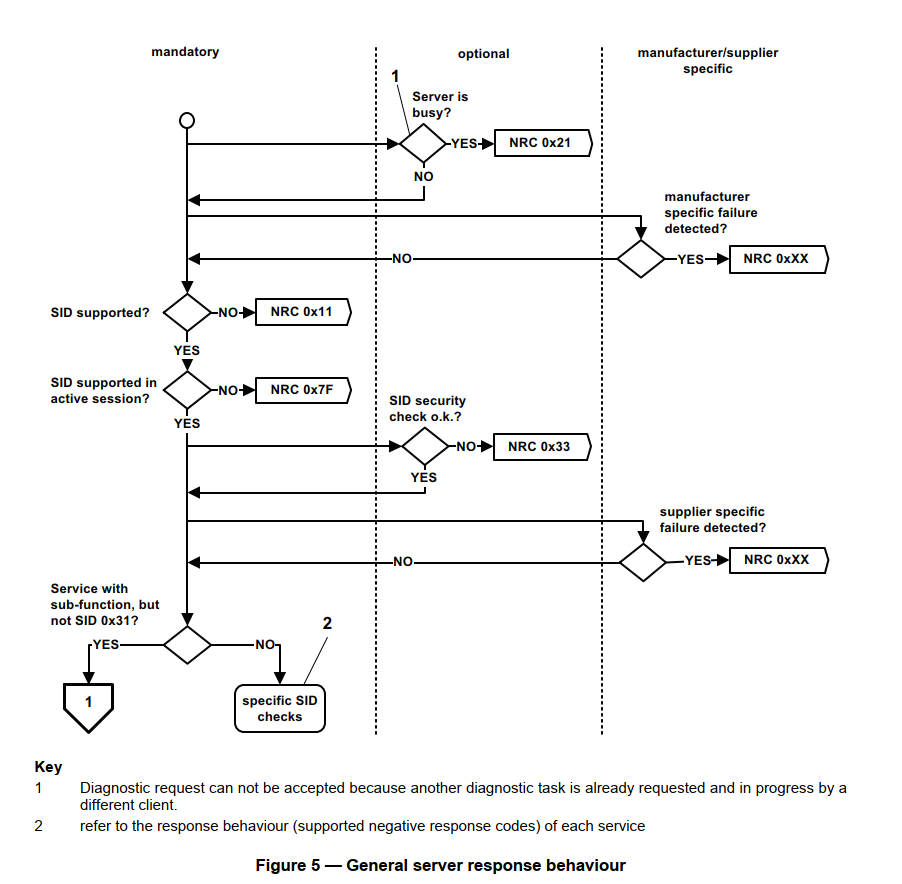 mandatory
optional
manufacturer/supplier
specific
1
Server is
busy?
YES
NRC 0x21
NO
manufacturer
specific failure
detected?
NO
YES
NRC 0xXX
SID supported?
NO
NRC 0x11
YES
SID supported in
active session?
NO
NRC 0x7F
YES
SID security
check o.k.?
NO
NRC 0x33
YES
supplier specific
failure detected?
NO
YES
NRC 0xXX
Service with
sub-function, but
not SID 0x31?
YES
NO
2
1
specific SID
checks
Key
1 Diagnostic request can not be accepted because another diagnostic task is already requested and in progress by a
different client.
2 refer to the response behaviour (supported negative response codes) of each service
Figure 5 — General server response behaviour